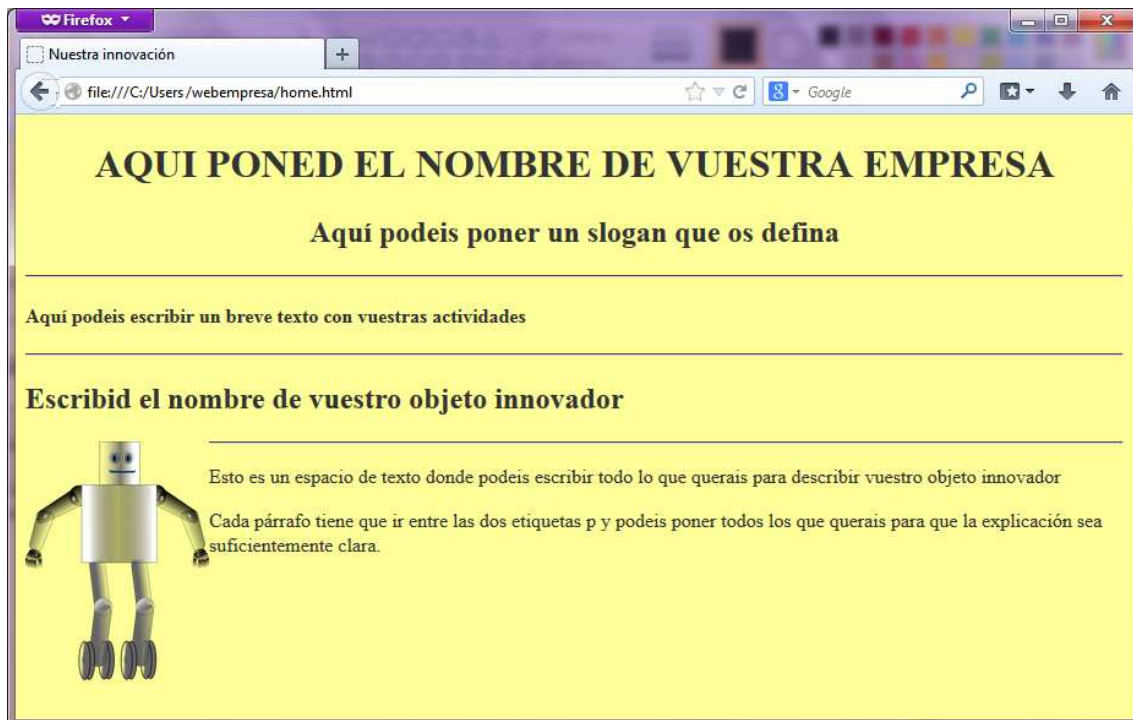 Firefox
Nuestra innovación
file:///C:/Users/webempresa/home.html
Google
AQUI PONED EL NOMBRE DE VUESTRA EMPRESA
Aquí podeis poner un slogan que os defina
Aquí podeis escribir un breve texto con vuestras actividades
Escribid el nombre de vuestro objeto innovador
Esto es un espacio de texto donde podeis escribir todo lo que querais para describir vuestro objeto innovador
Cada párrafo tiene que ir entre las dos etiquetas p y podeis poner todos los que querais para que la explicación sea
suficientemente clara.